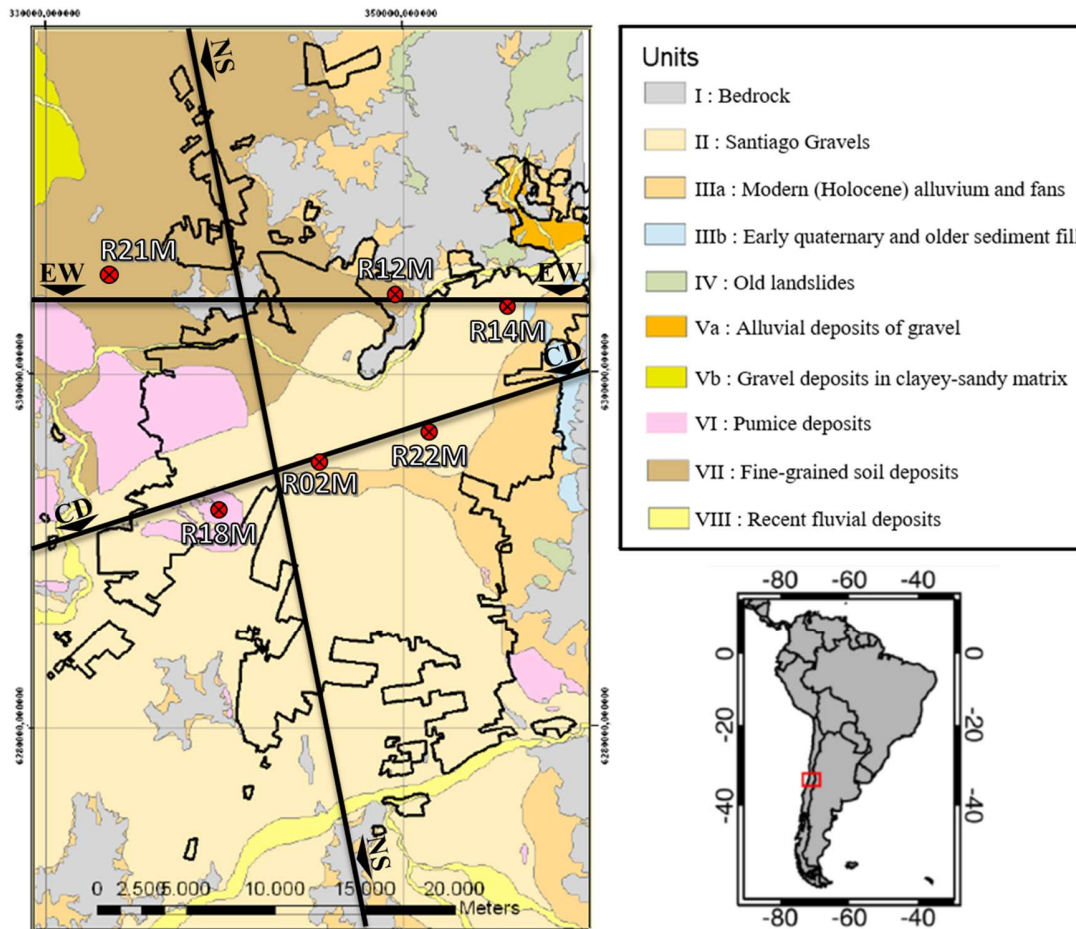 330000,000000
350000,000000
NS
R21M
EW
R12M
EW
R14M
CD
6300000,000000
6300000,000000
R22M
R02M
CD
R18M
6280000,000000
6280000,000000
NS
0 2.500 5.000 10.000 15.000 20.000
Meters
Units
I : Bedrock
II : Santiago Gravels
IIIa : Modern (Holocene) alluvium and fans
IIIb : Early quaternary and older sediment fill
IV : Old landslides
Va : Alluvial deposits of gravel
Vb : Gravel deposits in clayey-sandy matrix
VI : Pumice deposits
VII : Fine-grained soil deposits
VIII : Recent fluvial deposits
-80 -60 -40
0
0
-20
-20
-40
-40
-80 -60 -40